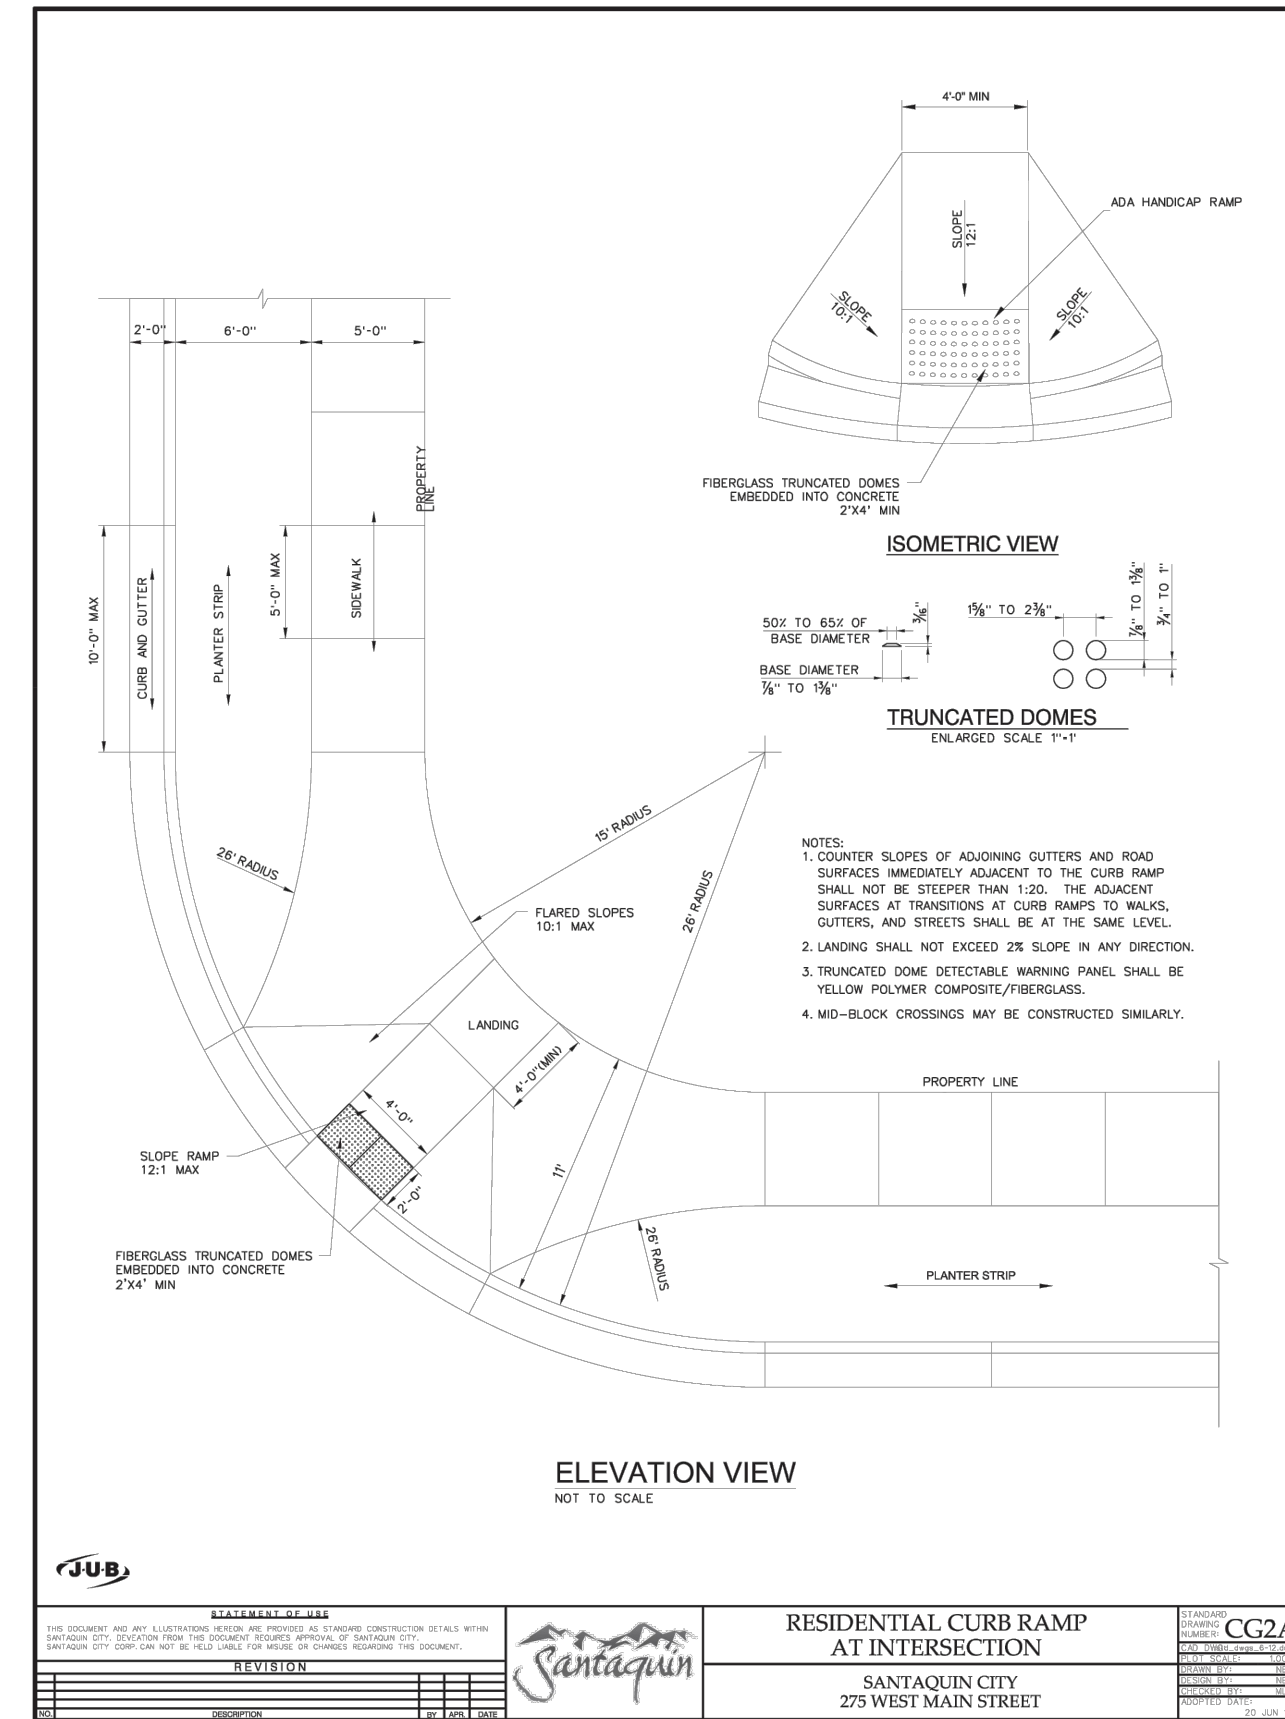 4'-0" MIN
ADA HANDICAP RAMP
SLOPE
12:1
SLOPE
10:1
SLOPE
10:1
2'-0"
6'-0"
5'-0"
PROPERTY
LINE
FIBERGLASS TRUNCATED DOMES
EMBEDDED INTO CONCRETE
2'X4' MIN
ISOMETRIC VIEW
10'-0" MAX
CURB AND GUTTER
PLANTER STRIP
5'-0" MAX
SIDEWALK
50% TO 65% OF
BASE DIAMETER
3/16"
BASE DIAMETER
7/8" TO 1 3/8"
1 5/8" TO 2 3/8"
7/8" TO 1 3/8"
3/4" TO 1"
TRUNCATED DOMES
ENLARGED SCALE 1"-1'
15' RADIUS
26' RADIUS
26' RADIUS
FLARED SLOPES
10:1 MAX
NOTES:
1. COUNTER SLOPES OF ADJOINING GUTTERS AND ROAD
SURFACES IMMEDIATELY ADJACENT TO THE CURB RAMP
SHALL NOT BE STEEPER THAN 1:20. THE ADJACENT
SURFACES AT TRANSITIONS AT CURB RAMPS TO WALKS,
GUTTERS, AND STREETS SHALL BE AT THE SAME LEVEL.
2. LANDING SHALL NOT EXCEED 2% SLOPE IN ANY DIRECTION.
3. TRUNCATED DOME DETECTABLE WARNING PANEL SHALL BE
YELLOW POLYMER COMPOSITE/FIBERGLASS.
4. MID-BLOCK CROSSINGS MAY BE CONSTRUCTED SIMILARLY.
LANDING
4'-0"(MIN)
4'-0"
PROPERTY LINE
SLOPE RAMP
12:1 MAX
11'
2'-0"
26' RADIUS
FIBERGLASS TRUNCATED DOMES
EMBEDDED INTO CONCRETE
2'X4' MIN
PLANTER STRIP
ELEVATION VIEW
NOT TO SCALE
J·U·B
STATEMENT OF USE
THIS DOCUMENT AND ANY ILLUSTRATIONS HEREON ARE PROVIDED AS STANDARD CONSTRUCTION DETAILS WITHIN
SANTAQUIN CITY. DEVEATION FROM THIS DOCUMENT REQUIRES APPROVAL OF SANTAQUIN CITY.
SANTAQUIN CITY CORP. CAN NOT BE HELD LIABLE FOR MISUSE OR CHANGES REGARDING THIS DOCUMENT.
REVISION
NO. DESCRIPTION BY APR. DATE
Santaquin
RESIDENTIAL CURB RAMP
AT INTERSECTION
SANTAQUIN CITY
275 WEST MAIN STREET
STANDARD
DRAWING
NUMBER: CG2A
PLOT SCALE:
DRAWN BY:
DESIGN BY:
CHECKED BY:
ADOPTED DATE:
20 JUN